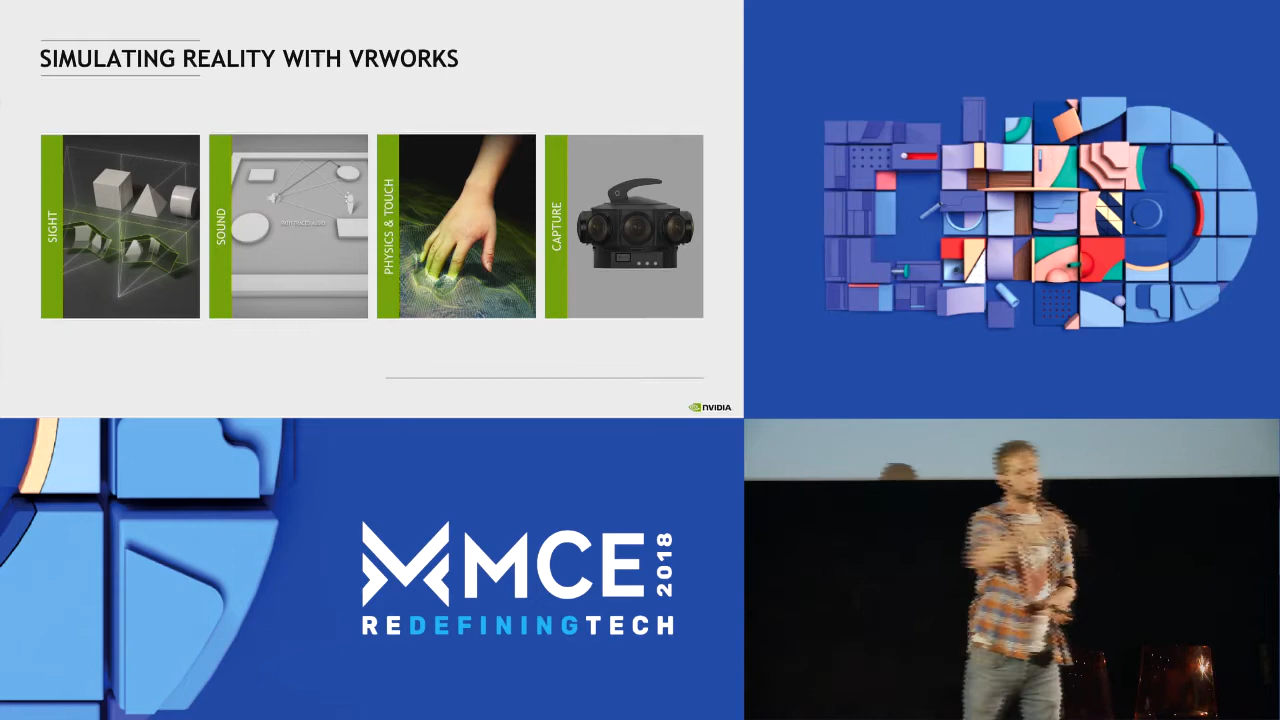 SIMULATING REALITY WITH VRWORKS
SIGHT
SOUND
PHYSICS & TOUCH
CAPTURE
NVIDIA
MCE
2018
REDEFININGTECH